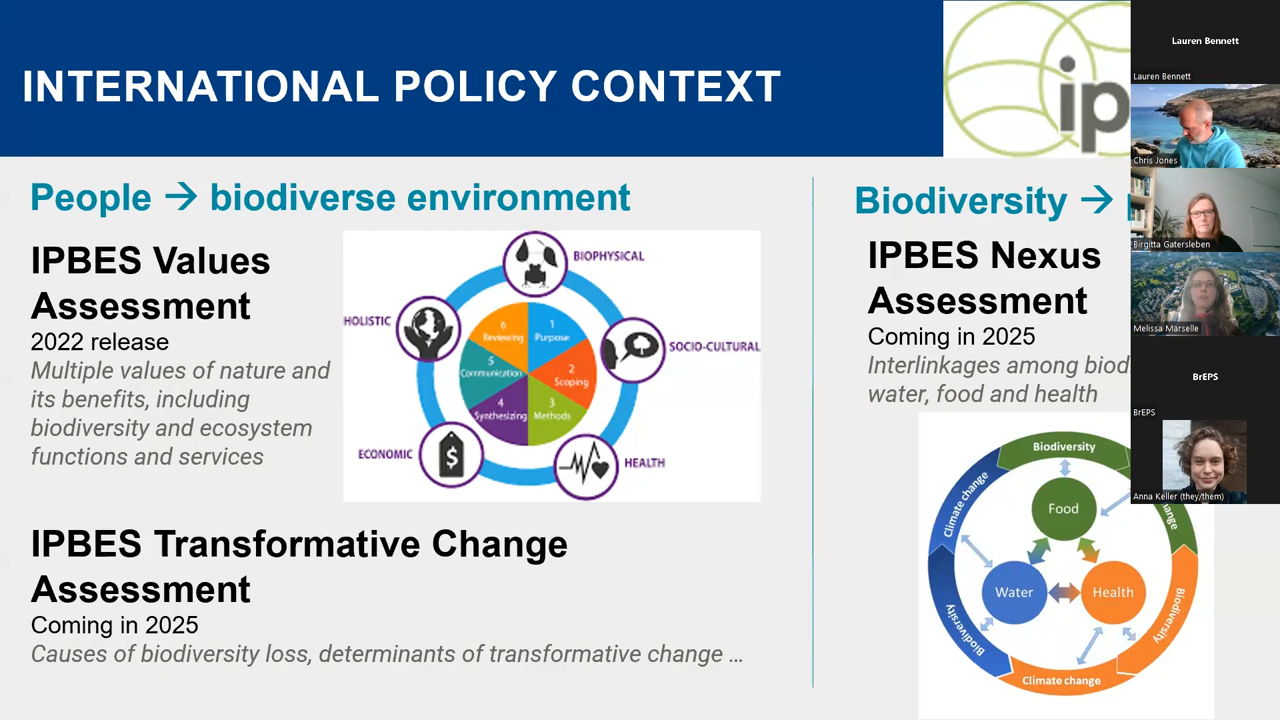 INTERNATIONAL POLICY CONTEXT
ip
People → biodiverse environment
IPBES Values
Assessment
2022 release
Multiple values of nature and
its benefits, including
biodiversity and ecosystem
functions and services
BIOPHYSICAL
HOLISTIC
SOCIO-CULTURAL
ECONOMIC
HEALTH
6
Reviewing
1
Purpose
5
Communication
2
Scoping
4
Synthesizing
3
Methods
IPBES Transformative Change
Assessment
Coming in 2025
Causes of biodiversity loss, determinants of transformative change …
Biodiversity →
IPBES Nexus
Assessment
Coming in 2025
Interlinkages among biod
water, food and health
Biodiversity
Climate change
ange
Food
Water
Health
Biodiversity
Biodiversity
Climate change
Lauren Bennett
Lauren Bennett
Chris Jones
Birgitta Gatersleben
Melissa Marselle
BrEPS
BrEPS
Anna Keller (they/them)